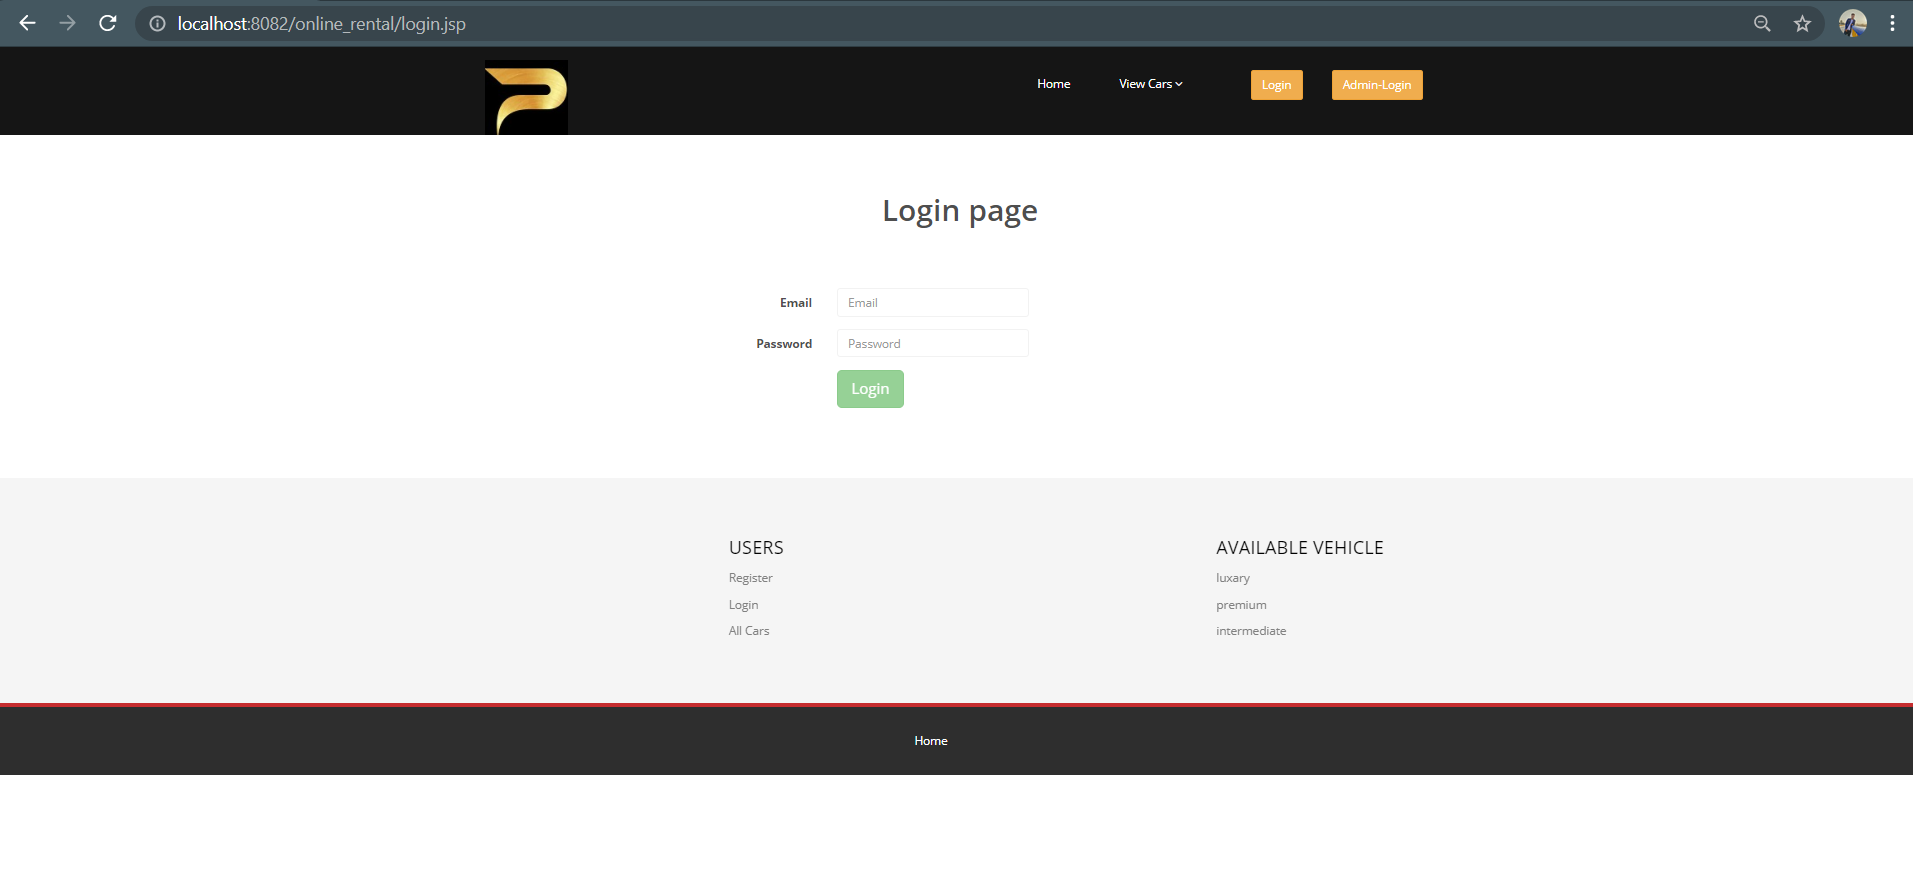 localhost:8082/online_rental/login.jsp
Home View Cars Login Admin-Login
Login page
Email Email
Password Password
Login
USERS
Register
Login
All Cars
AVAILABLE VEHICLE
luxary
premium
intermediate
Home